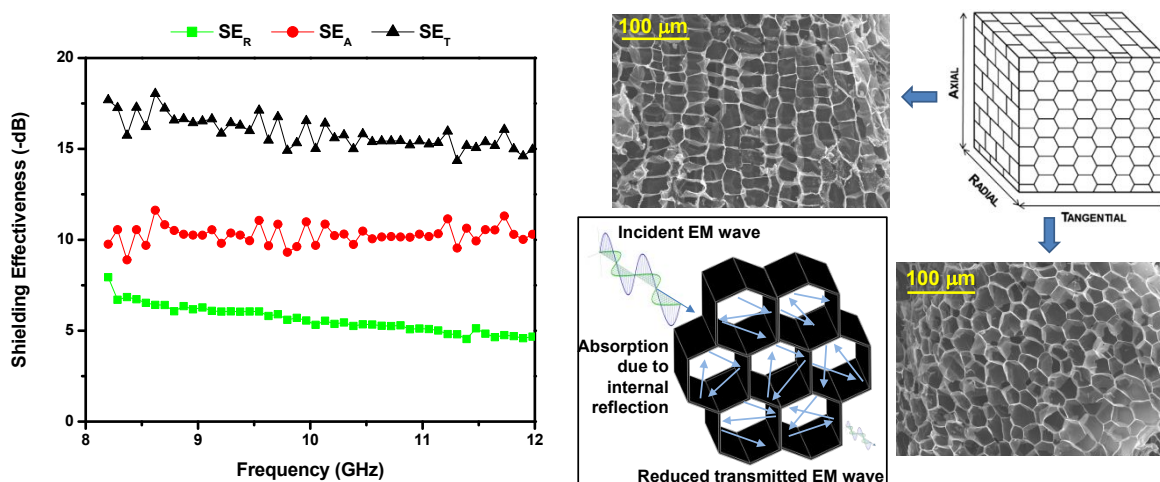 SE_R SE_A SE_T
Shielding Effectiveness (-dB)
20
15
10
5
0
8 9 10 11 12
Frequency (GHz)
100 μm
AXIAL
RADIAL
TANGENTIAL
Incident EM wave
Absorption
due to
internal
reflection
Reduced transmitted EM wave
100 μm